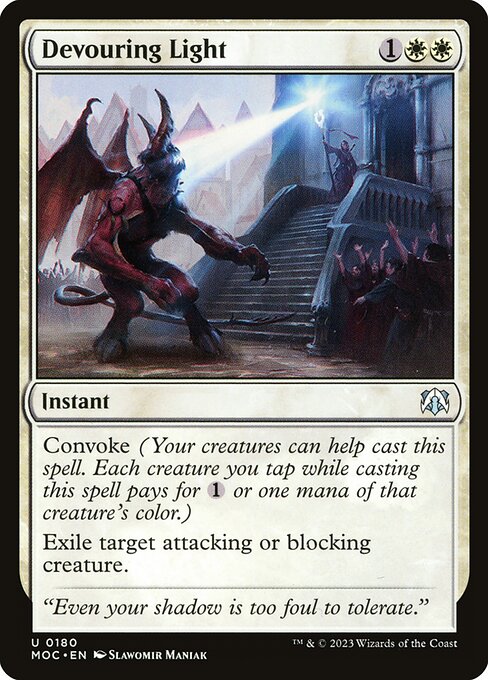 Devouring Light 1
Instant
Convoke (Your creatures can help cast this
spell. Each creature you tap while casting
this spell pays for 1 or one mana of that
creature's color.)
Exile target attacking or blocking
creature.
"Even your shadow is too foul to tolerate."
U 0180
MOC • EN Slawomir Maniak
™ & © 2023 Wizards of the Coast